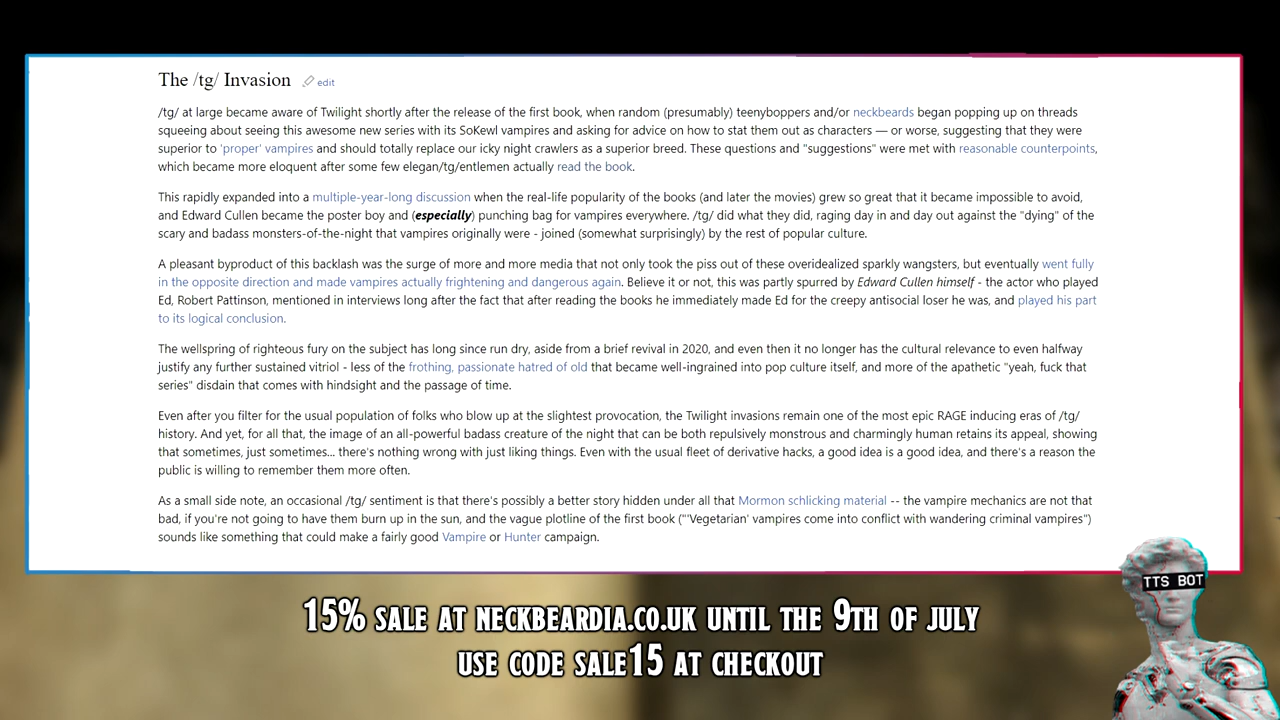 The /tg/ Invasion edit
/tg/ at large became aware of Twilight shortly after the release of the first book, when random (presumably) teenyboppers and/or neckbeards began popping up on threads
squeeing about seeing this awesome new series with its SoKewl vampires and asking for advice on how to stat them out as characters — or worse, suggesting that they were
superior to 'proper' vampires and should totally replace our icky night crawlers as a superior breed. These questions and "suggestions" were met with reasonable counterpoints,
which became more eloquent after some few elegan/tg/entlemen actually read the book.
This rapidly expanded into a multiple-year-long discussion when the real-life popularity of the books (and later the movies) grew so great that it became impossible to avoid,
and Edward Cullen became the poster boy and (especially) punching bag for vampires everywhere. /tg/ did what they did, raging day in and day out against the "dying" of the
scary and badass monsters-of-the-night that vampires originally were - joined (somewhat surprisingly) by the rest of popular culture.
A pleasant byproduct of this backlash was the surge of more and more media that not only took the piss out of these overidealized sparkly wangsters, but eventually went fully
in the opposite direction and made vampires actually frightening and dangerous again. Believe it or not, this was partly spurred by Edward Cullen himself - the actor who played
Ed, Robert Pattinson, mentioned in interviews long after the fact that after reading the books he immediately made Ed for the creepy antisocial loser he was, and played his part
to its logical conclusion.
The wellspring of righteous fury on the subject has long since run dry, aside from a brief revival in 2020, and even then it no longer has the cultural relevance to even halfway
justify any further sustained vitriol - less of the frothing, passionate hatred of old that became well-ingrained into pop culture itself, and more of the apathetic "yeah, fuck that
series" disdain that comes with hindsight and the passage of time.
Even after you filter for the usual population of folks who blow up at the slightest provocation, the Twilight invasions remain one of the most epic RAGE inducing eras of /tg/
history. And yet, for all that, the image of an all-powerful badass creature of the night that can be both repulsively monstrous and charmingly human retains its appeal, showing
that sometimes, just sometimes... there's nothing wrong with just liking things. Even with the usual fleet of derivative hacks, a good idea is a good idea, and there's a reason the
public is willing to remember them more often.
As a small side note, an occasional /tg/ sentiment is that there's possibly a better story hidden under all that Mormon schlicking material -- the vampire mechanics are not that
bad, if you're not going to have them burn up in the sun, and the vague plotline of the first book ("'Vegetarian' vampires come into conflict with wandering criminal vampires")
sounds like something that could make a fairly good Vampire or Hunter campaign.
TTS BOT
15% SALE AT NECKBEARDIA.CO.UK UNTIL THE 9TH OF JULY
USE CODE SALE15 AT CHECKOUT